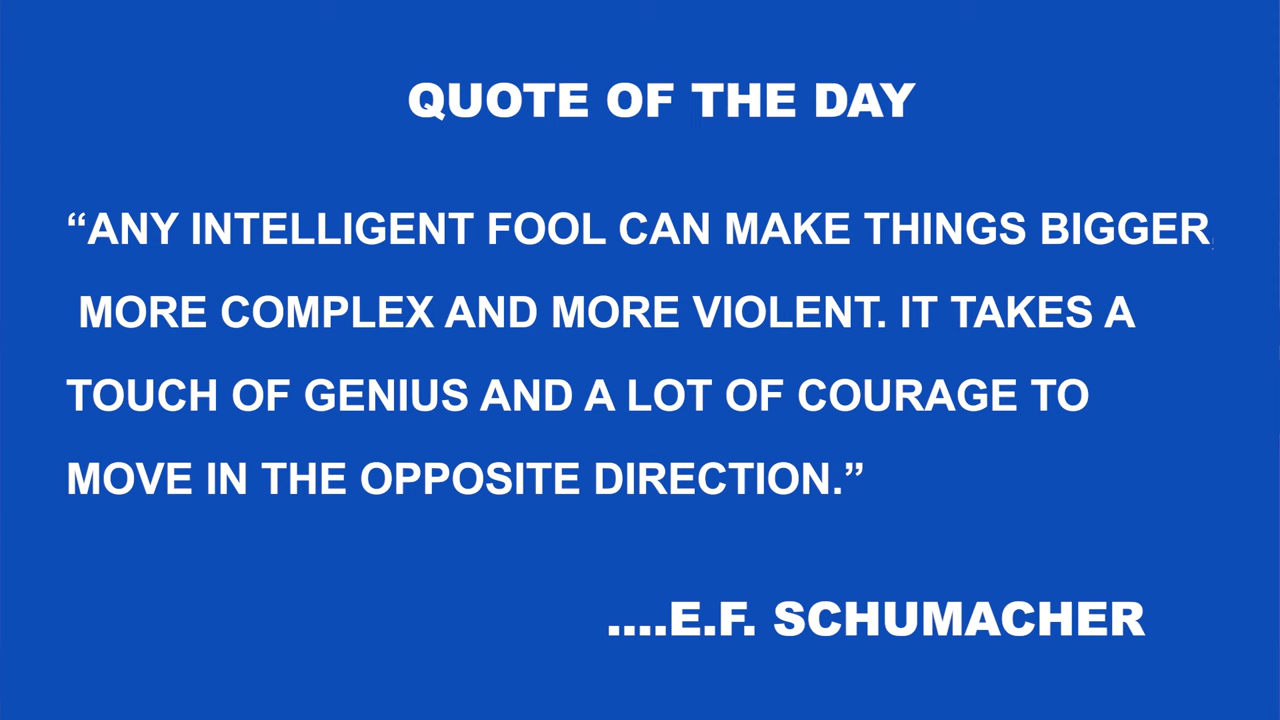 QUOTE OF THE DAY
“ANY INTELLIGENT FOOL CAN MAKE THINGS BIGGER,
MORE COMPLEX AND MORE VIOLENT. IT TAKES A
TOUCH OF GENIUS AND A LOT OF COURAGE TO
MOVE IN THE OPPOSITE DIRECTION.”
....E.F. SCHUMACHER